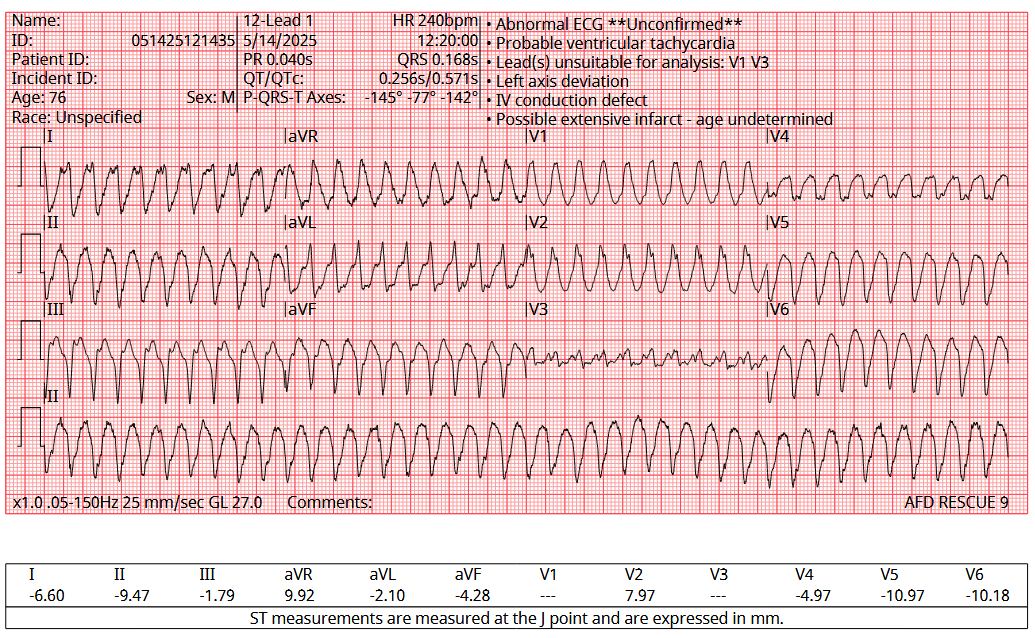 Name: 12-Lead 1 HR 240bpm • Abnormal ECG **Unconfirmed**
ID: 051425121435 5/14/2025 12:20:00 • Probable ventricular tachycardia
Patient ID: PR 0.040s QRS 0.168s • Lead(s) unsuitable for analysis: V1 V3
Incident ID: QT/QTc: 0.256s/0.571s • Left axis deviation
Age: 76 Sex: M P-QRS-T Axes: -145° -77° -142° • IV conduction defect
Race: Unspecified • Possible extensive infarct - age undetermined
I aVR V1 V4
II aVL V2 V5
III aVF V3 V6
II
x1.0 .05-150Hz 25 mm/sec GL 27.0 Comments: AFD RESCUE 9
I II III aVR aVL aVF V1 V2 V3 V4 V5 V6
-6.60 -9.47 -1.79 9.92 -2.10 -4.28 --- 7.97 --- -4.97 -10.97 -10.18
ST measurements are measured at the J point and are expressed in mm.